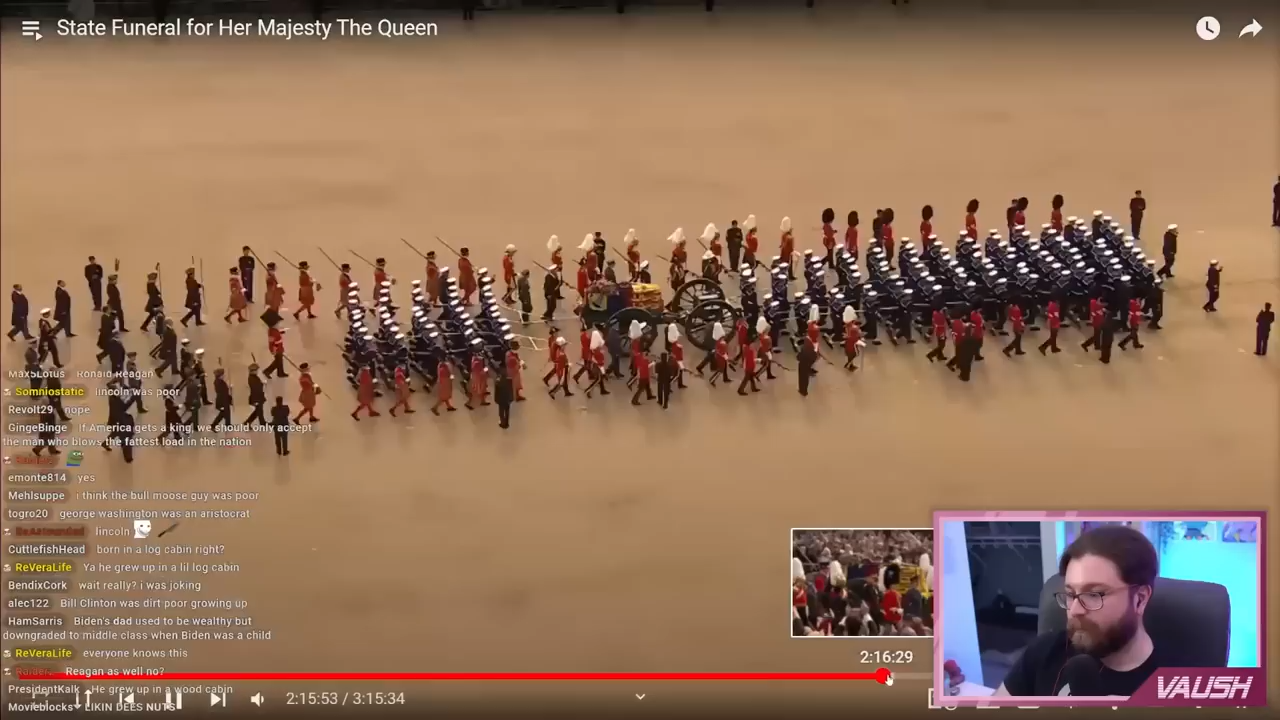 State Funeral for Her Majesty The Queen
Max5Lotus Ronald Reagan
Somniostatic lincoln was poor
Revolt29 nope
GingeBinge If America gets a king, we should only accept
the man who blows the fattest load in the nation
emonte814 yes
Mehlsuppe i think the bull moose guy was poor
togro20 george washington was an aristocrat
lincoln
CuttlefishHead born in a log cabin right?
ReVeraLife Ya he grew up in a lil log cabin
BendixCork wait really? i was joking
alec122 Bill Clinton was dirt poor growing up
HamSarris Biden's dad used to be wealthy but
downgraded to middle class when Biden was a child
ReVeraLife everyone knows this
Reagan as well no?
PresidentKalk He grew up in a wood cabin
Movieblocks LIKIN DEES NUTS
2:15:53 / 3:15:34
2:16:29
VAUSH